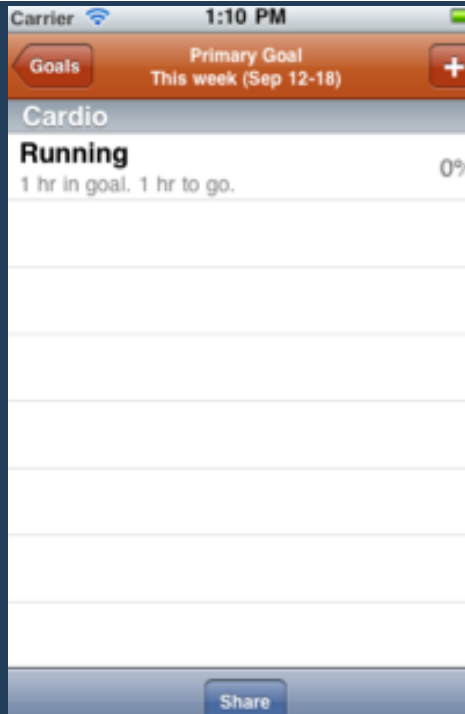 Carrier 1:10 PM
Goals
Primary Goal
This week (Sep 12-18)
+
Cardio
Running
1 hr in goal. 1 hr to go.
0%
Share